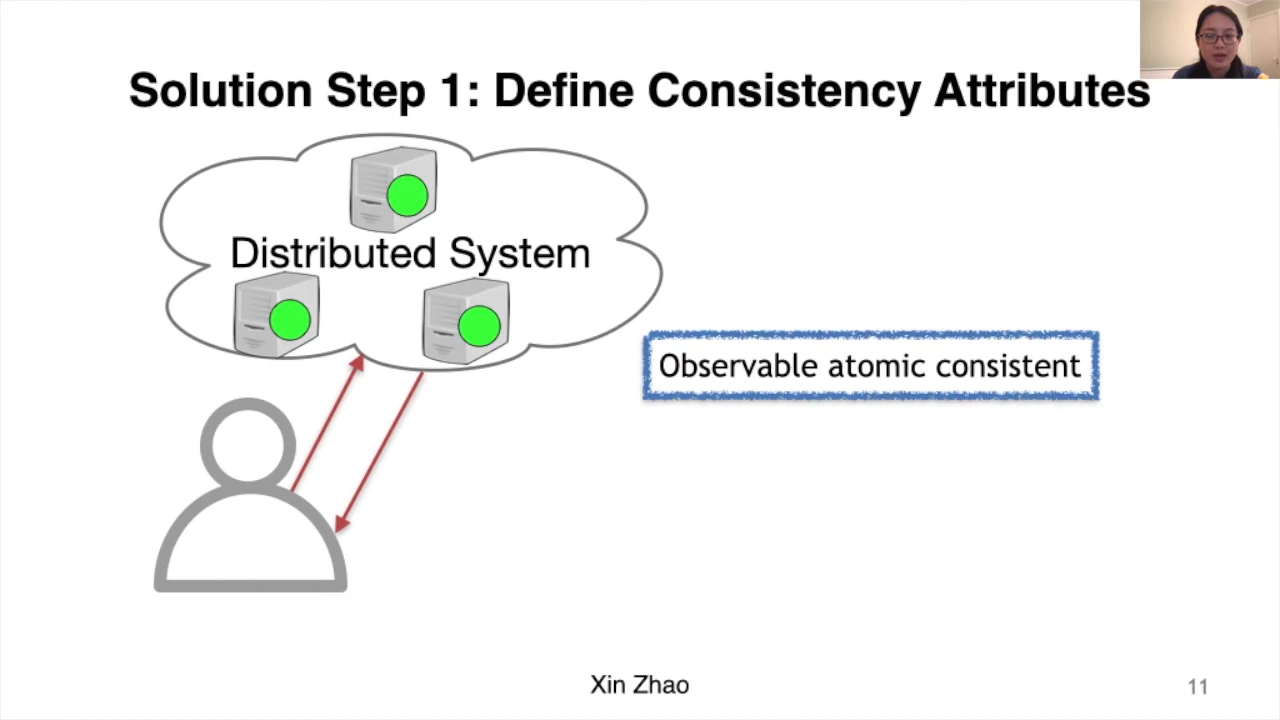 Solution Step 1: Define Consistency Attributes
Distributed System
Observable atomic consistent
Xin Zhao
11